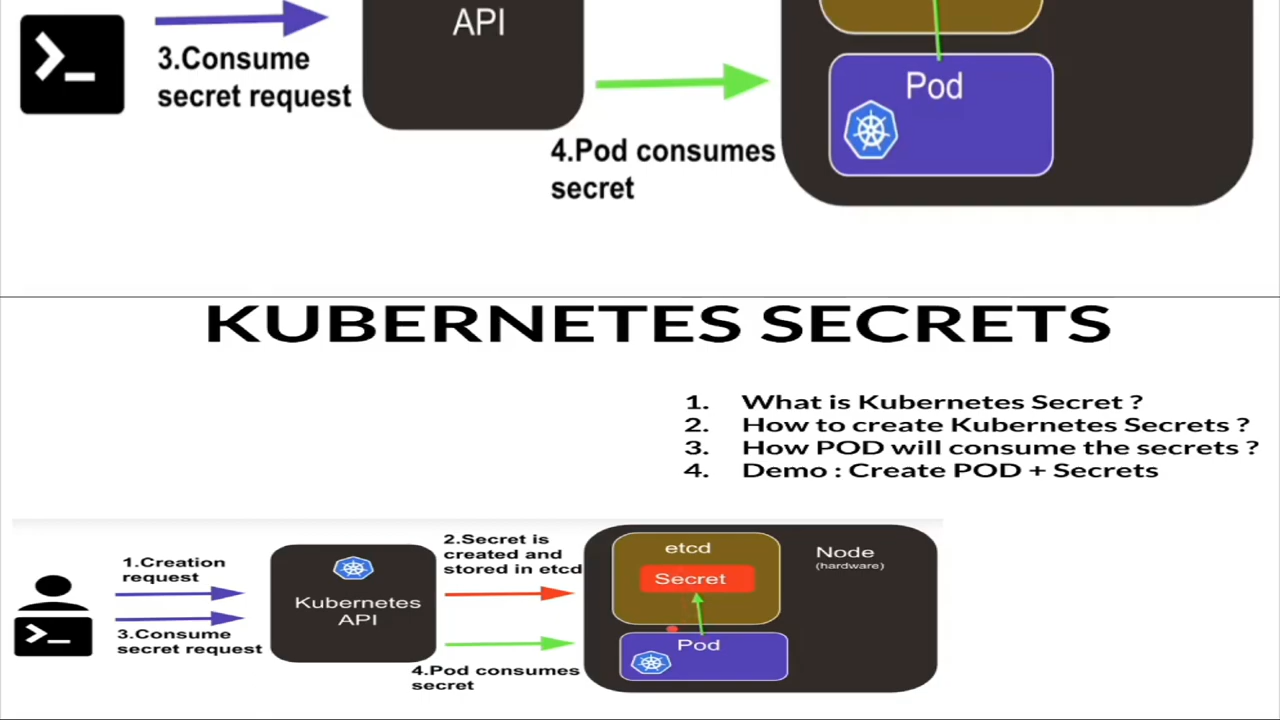 API
3.Consume
secret request
Pod
4.Pod consumes
secret
KUBERNETES SECRETS
1. What is Kubernetes Secret ?
2. How to create Kubernetes Secrets ?
3. How POD will consume the secrets ?
4. Demo : Create POD + Secrets
1.Creation
request
3.Consume
secret request
Kubernetes
API
2.Secret is
created and
stored in etcd
4.Pod consumes
secret
etcd
Secret
Pod
Node
(hardware)